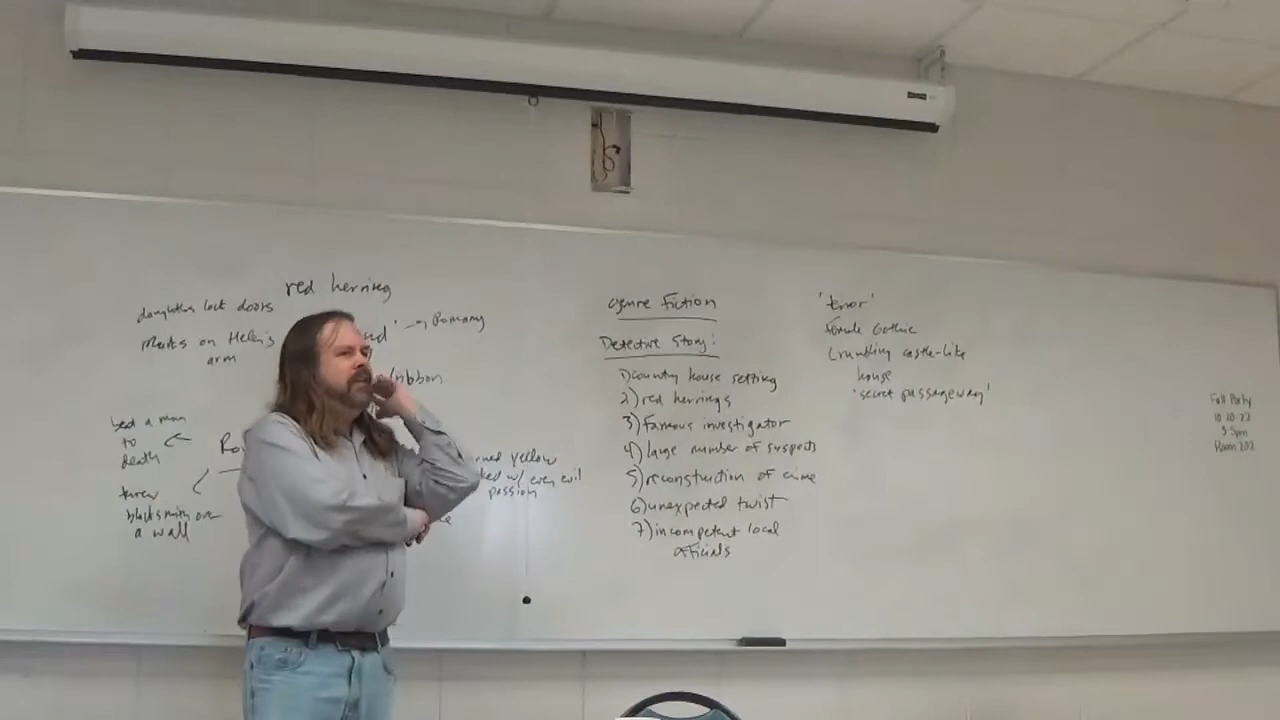 red herring
daughters lock doors
marks on Helen's
arm
Romany
/ribbon
beat a man
to
death
threw
blacksmith over
a wall
yellow
w/ every evil
passion
genre fiction
Detective Story:
1) country house setting
2) red herrings
3) famous investigator
4) large number of suspects
5) reconstruction of crime
6) unexpected twist
7) incompetent local
officials
'terror'
Female Gothic
Crumbling castle-like
house
'secret passageway'
Fall Party
Room 202